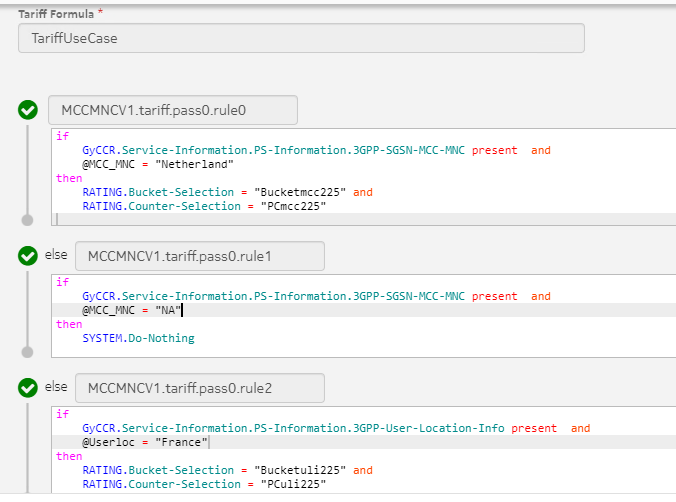 Tariff Formula *
TariffUseCase
MCCMNCV1.tariff.pass0.rule0
if
GyCCR.Service-Information.PS-Information.3GPP-SGSN-MCC-MNC present and
@MCC_MNC = "Netherland"
then
RATING.Bucket-Selection = "Bucketmcc225" and
RATING.Counter-Selection = "PCmcc225"
else MCCMNCV1.tariff.pass0.rule1
if
GyCCR.Service-Information.PS-Information.3GPP-SGSN-MCC-MNC present and
@MCC_MNC = "NA"
then
SYSTEM.Do-Nothing
else MCCMNCV1.tariff.pass0.rule2
if
GyCCR.Service-Information.PS-Information.3GPP-User-Location-Info present and
@Userloc = "France"
then
RATING.Bucket-Selection = "Bucketuli225" and
RATING.Counter-Selection = "PCuli225"